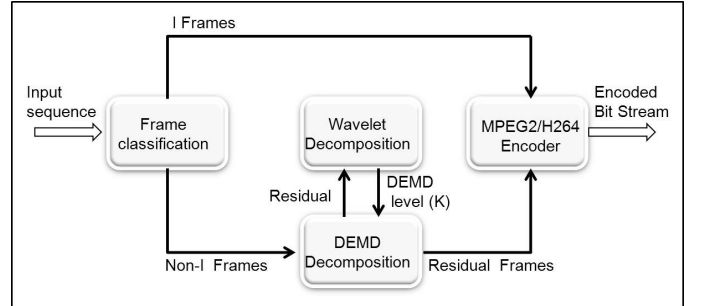 I Frames
Input
sequence
Encoded
Bit Stream
Frame
classification
Wavelet
Decomposition
MPEG2/H264
Encoder
Residual
DEMD
level (K)
DEMD
Decomposition
Non-I Frames
Residual Frames